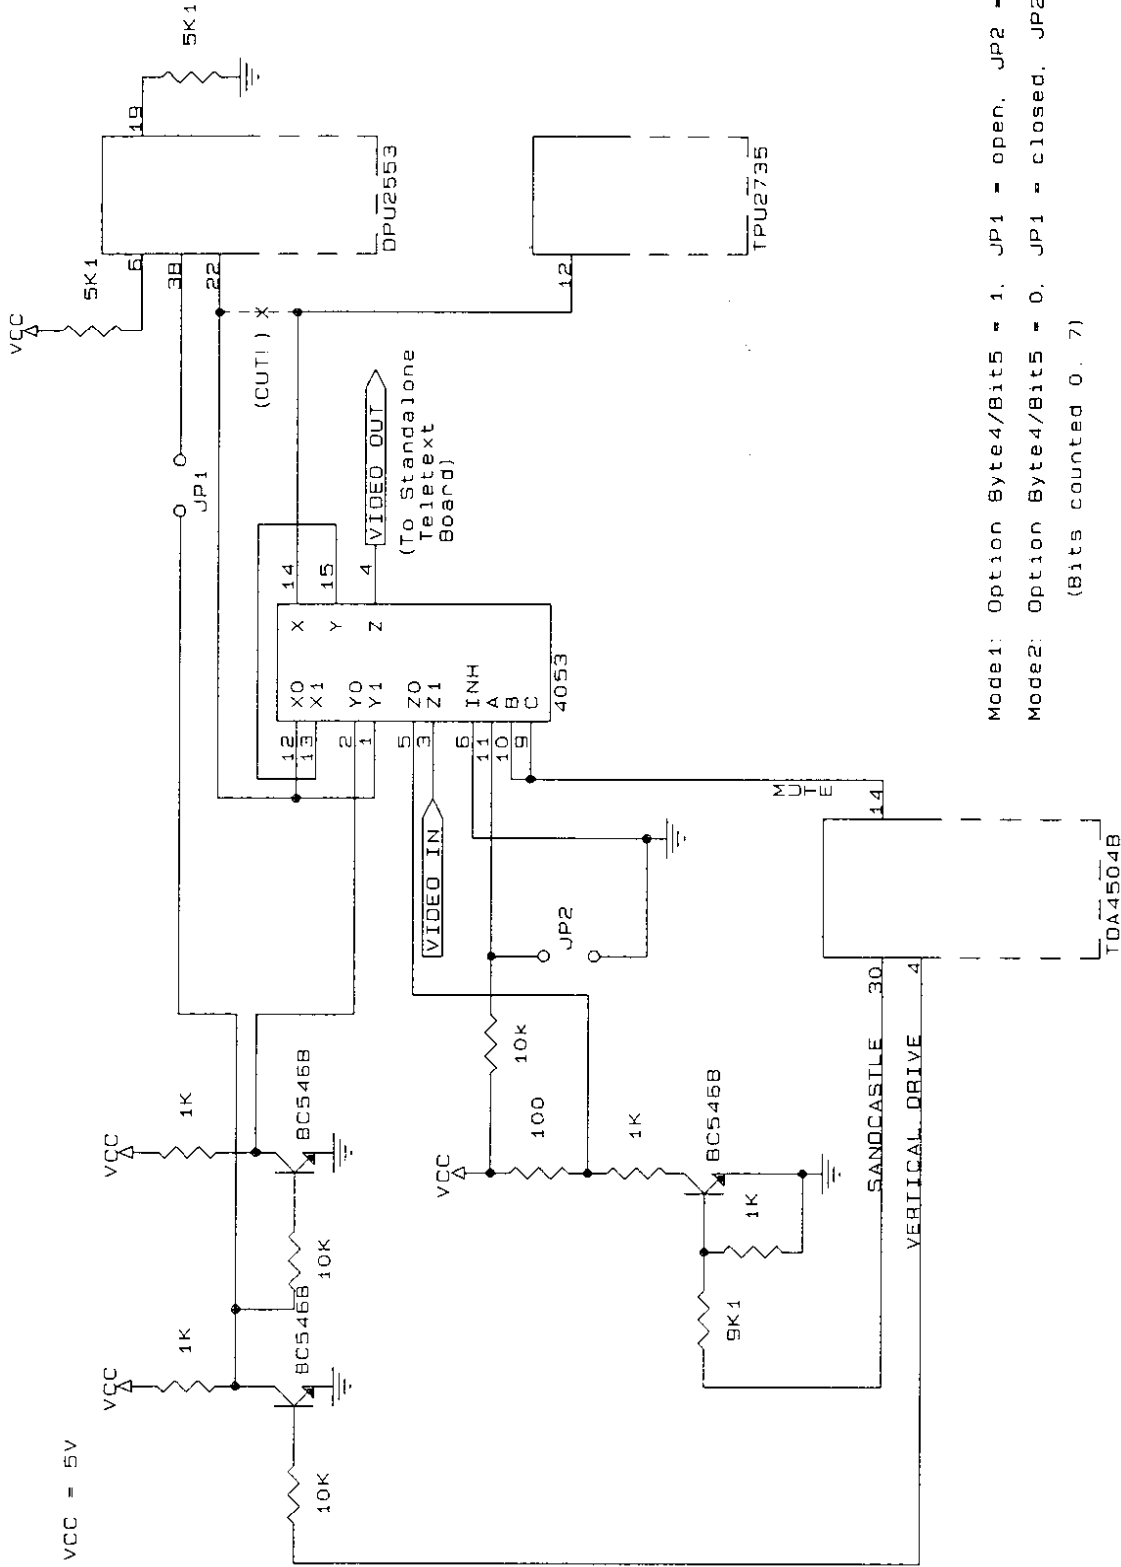 VCC = 5V
VCC
1K
10K
BC546B
VCC
1K
10K
BC546B
VCC
5K1
6
38
22
19
5K1
DPU2553
JP1
(CUT!)
X
12
TPU2735
12
13
2
1
5
3
6
11
10
9
X0
X1
Y0
Y1
Z0
Z1
INH
A
B
C
X
Y
Z
14
15
4
4053
VIDEO IN
VIDEO OUT
(To Standalone
Teletext
Board)
JP2
10K
VCC
100
1K
BC546B
1K
9K1
SANDCASTLE
30
VERTICAL DRIVE
4
MUTE
14
TDA4504B
Mode1: Option Byte4/Bit5 = 1, JP1 = open, JP2 =
Mode2: Option Byte4/Bit5 = 0, JP1 = closed, JP2
(Bits counted 0..7)